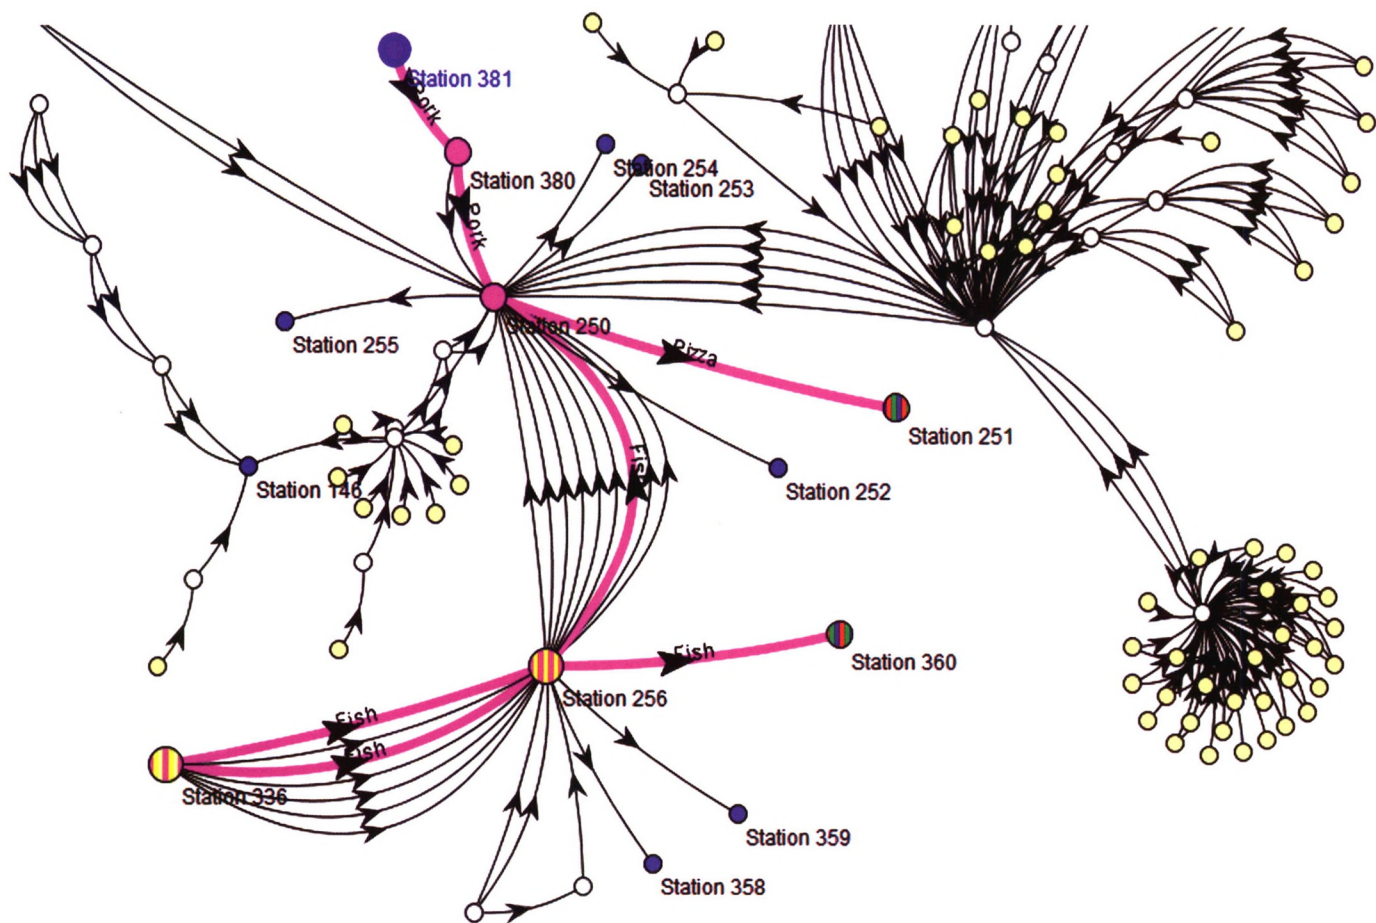 Station 381
Pork
Station 380
Station 254
Station 253
Pork
Station 250
Station 255
Pizza
Station 251
Fish
Station 252
Station 146
Fish
Station 360
Station 256
Fish
Fish
Station 336
Station 359
Station 358